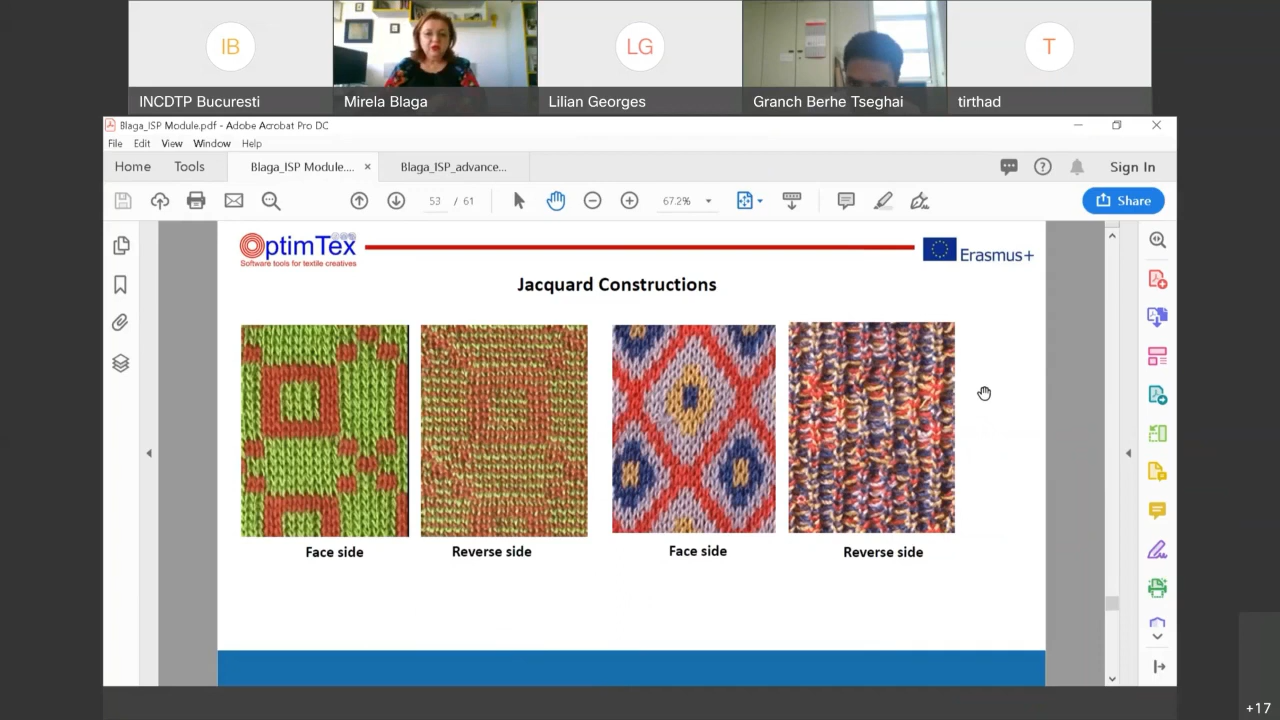 IB
LG
T
INCDTP Bucuresti
Mirela Blaga
Lilian Georges
Granch Berhe Tseghai
tirthad
Blaga_ISP Module.pdf - Adobe Acrobat Pro DC
File Edit View Window Help
Home Tools Blaga_ISP Module.... × Blaga_ISP_advance... Sign In
53 / 61 67.2% Share
OptimTex
Software tools for textile creatives
Erasmus+
Jacquard Constructions
Face side
Reverse side
Face side
Reverse side
+17